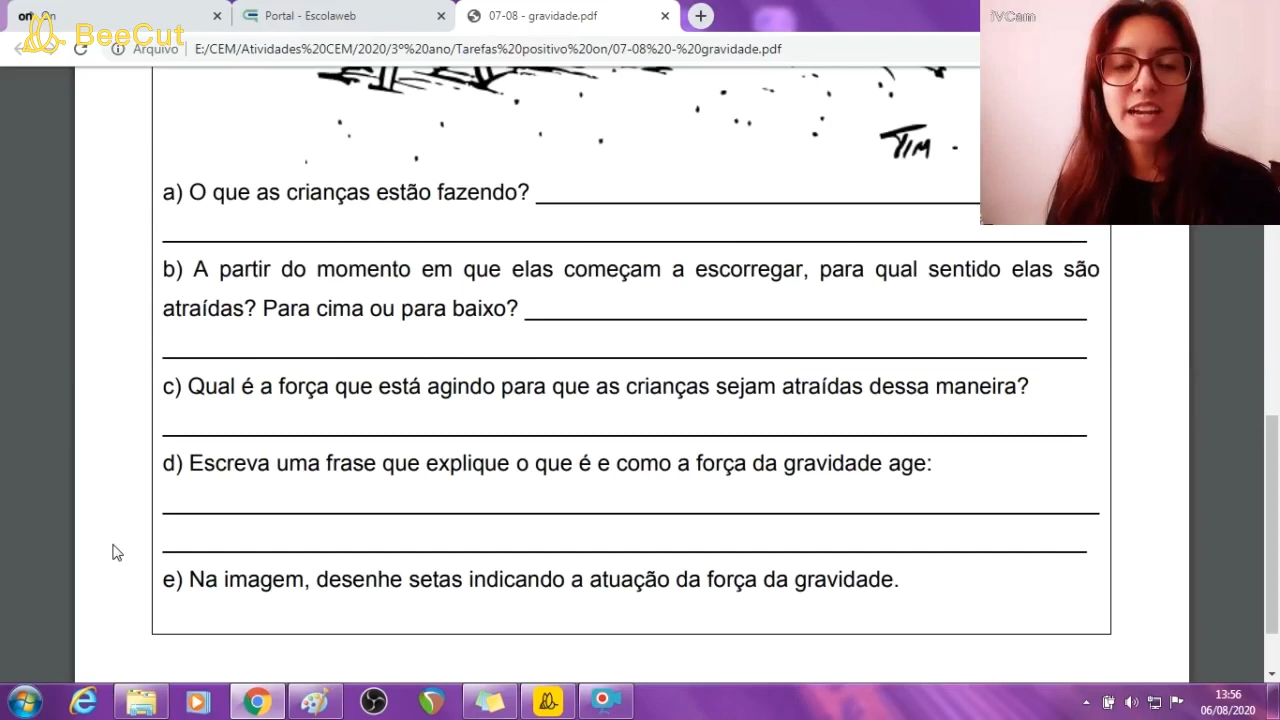 on On
Portal - Escolaweb
07-08 - gravidade.pdf
iVCam
BeeCut
Arquivo E:/CEM/Atividades%20CEM/2020/3º%20ano/Tarefas%20positivo%20on/07-08%20-%20gravidade.pdf
TIM
a) O que as crianças estão fazendo?
b) A partir do momento em que elas começam a escorregar, para qual sentido elas são
atraídas? Para cima ou para baixo?
c) Qual é a força que está agindo para que as crianças sejam atraídas dessa maneira?
d) Escreva uma frase que explique o que é e como a força da gravidade age:
e) Na imagem, desenhe setas indicando a atuação da força da gravidade.
13:56
06/08/2020